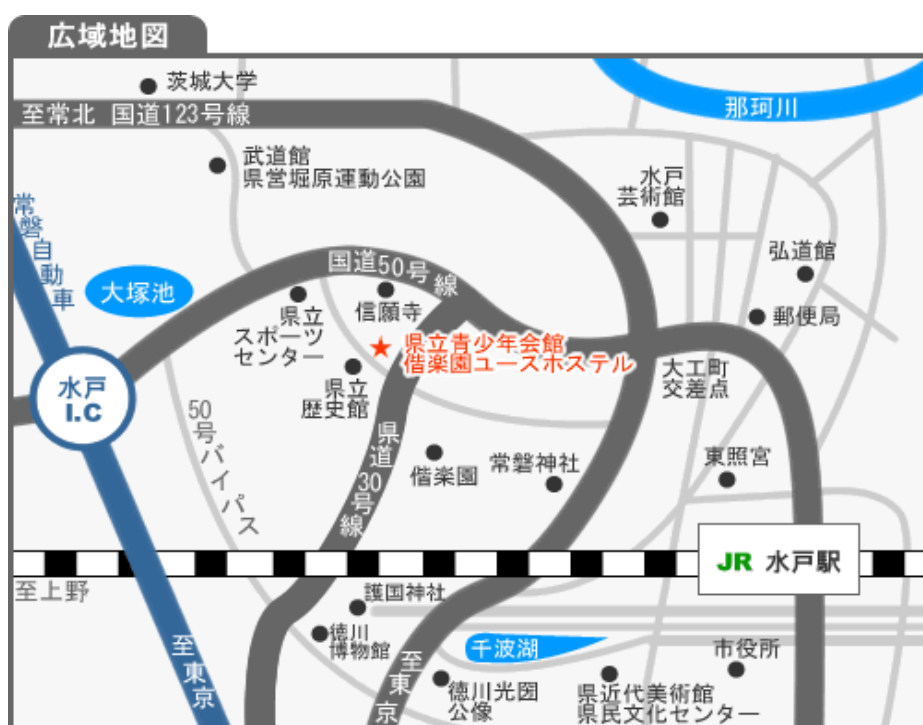 広域地図
茨城大学
至常北 国道123号線
那珂川
武道館
県営堀原運動公園
水戸
芸術館
常磐自動車
弘道館
国道50号線
大塚池
信願寺
県立
スポーツ
センター
郵便局
県立青少年会館
偕楽園ユースホステル
水戸
I.C
県立
歴史館
大工町
交差点
50号バイパス
県道30号線
偕楽園
常磐神社
東照宮
JR 水戸駅
至上野
護国神社
徳川
博物館
至東京
至東京
千波湖
市役所
徳川光圀
公像
県近代美術館
県民文化センター